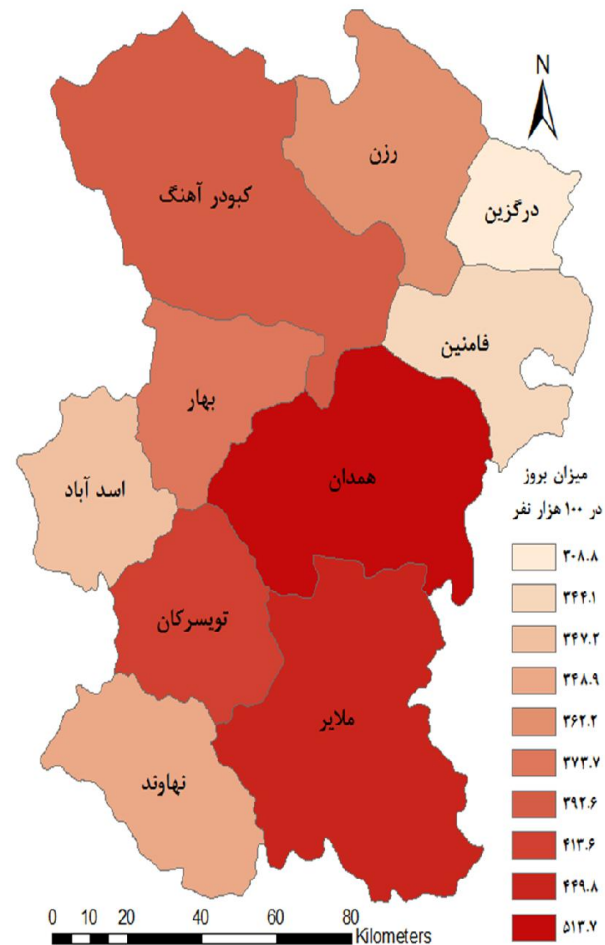 N
رزن
کبودر آهنگ
درگزین
فامنین
بهار
همدان
اسد آباد
تویسرکان
ملایر
نهاوند
میزان بروز
در ۱۰۰ هزار نفر
۳۰۸.۸
۳۴۴.۱
۳۴۷.۲
۳۴۸.۹
۳۶۲.۲
۳۷۳.۷
۳۹۲.۶
۴۱۳.۶
۴۴۹.۸
۵۱۳.۷
0 10 20 40 60 80
Kilometers